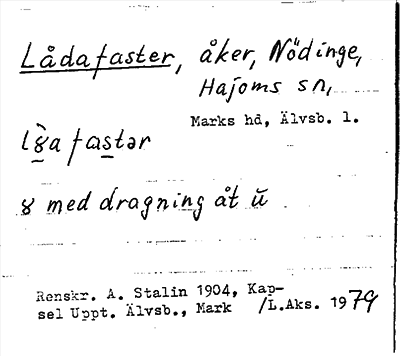 Lådafaster, åker, Nödinge,
Hajoms sn,
Marks hd, Älvsb. l.
lȣ̀a fastər
ȣ med dragning åt ŭ
Renskr. A. Stalin 1904, Kap-
sel Uppt. Älvsb., Mark /L.Aks. 1979